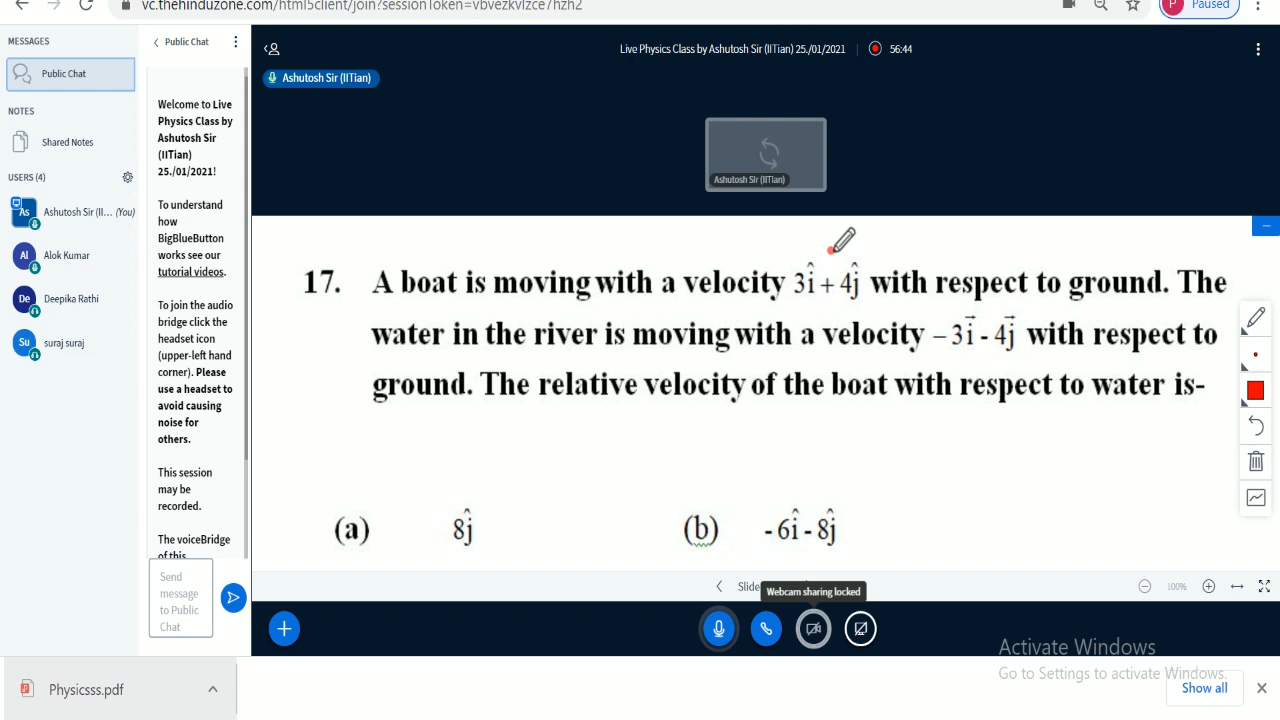 vc.thehinduzone.com/html5client/join?sessionToken=vbvezkvlzce7hzh2
P
Paused
MESSAGES
Public Chat
NOTES
Shared Notes
USERS (4)
As
Ashutosh Sir (II... (You)
Al
Alok Kumar
De
Deepika Rathi
Su
suraj suraj
Public Chat
Welcome to Live
Physics Class by
Ashutosh Sir
(IITian)
25./01/2021!
To understand
how
BigBlueButton
works see our
tutorial videos.
To join the audio
bridge click the
headset icon
(upper-left hand
corner). Please
use a headset to
avoid causing
noise for
others.
This session
may be
recorded.
The voiceBridge
of this
Send
message
to Public
Chat
Live Physics Class by Ashutosh Sir (IITian) 25./01/2021
56:44
Ashutosh Sir (IITian)
Ashutosh Sir (IITian)
17. A boat is moving with a velocity 3î + 4ĵ with respect to ground. The
water in the river is moving with a velocity – 3i⃗ - 4j⃗ with respect to
ground. The relative velocity of the boat with respect to water is-
(a) 8ĵ (b) - 6î - 8ĵ
Slide
100%
Webcam sharing locked
Activate Windows
Go to Settings to activate Windows.
Physicsss.pdf
Show all